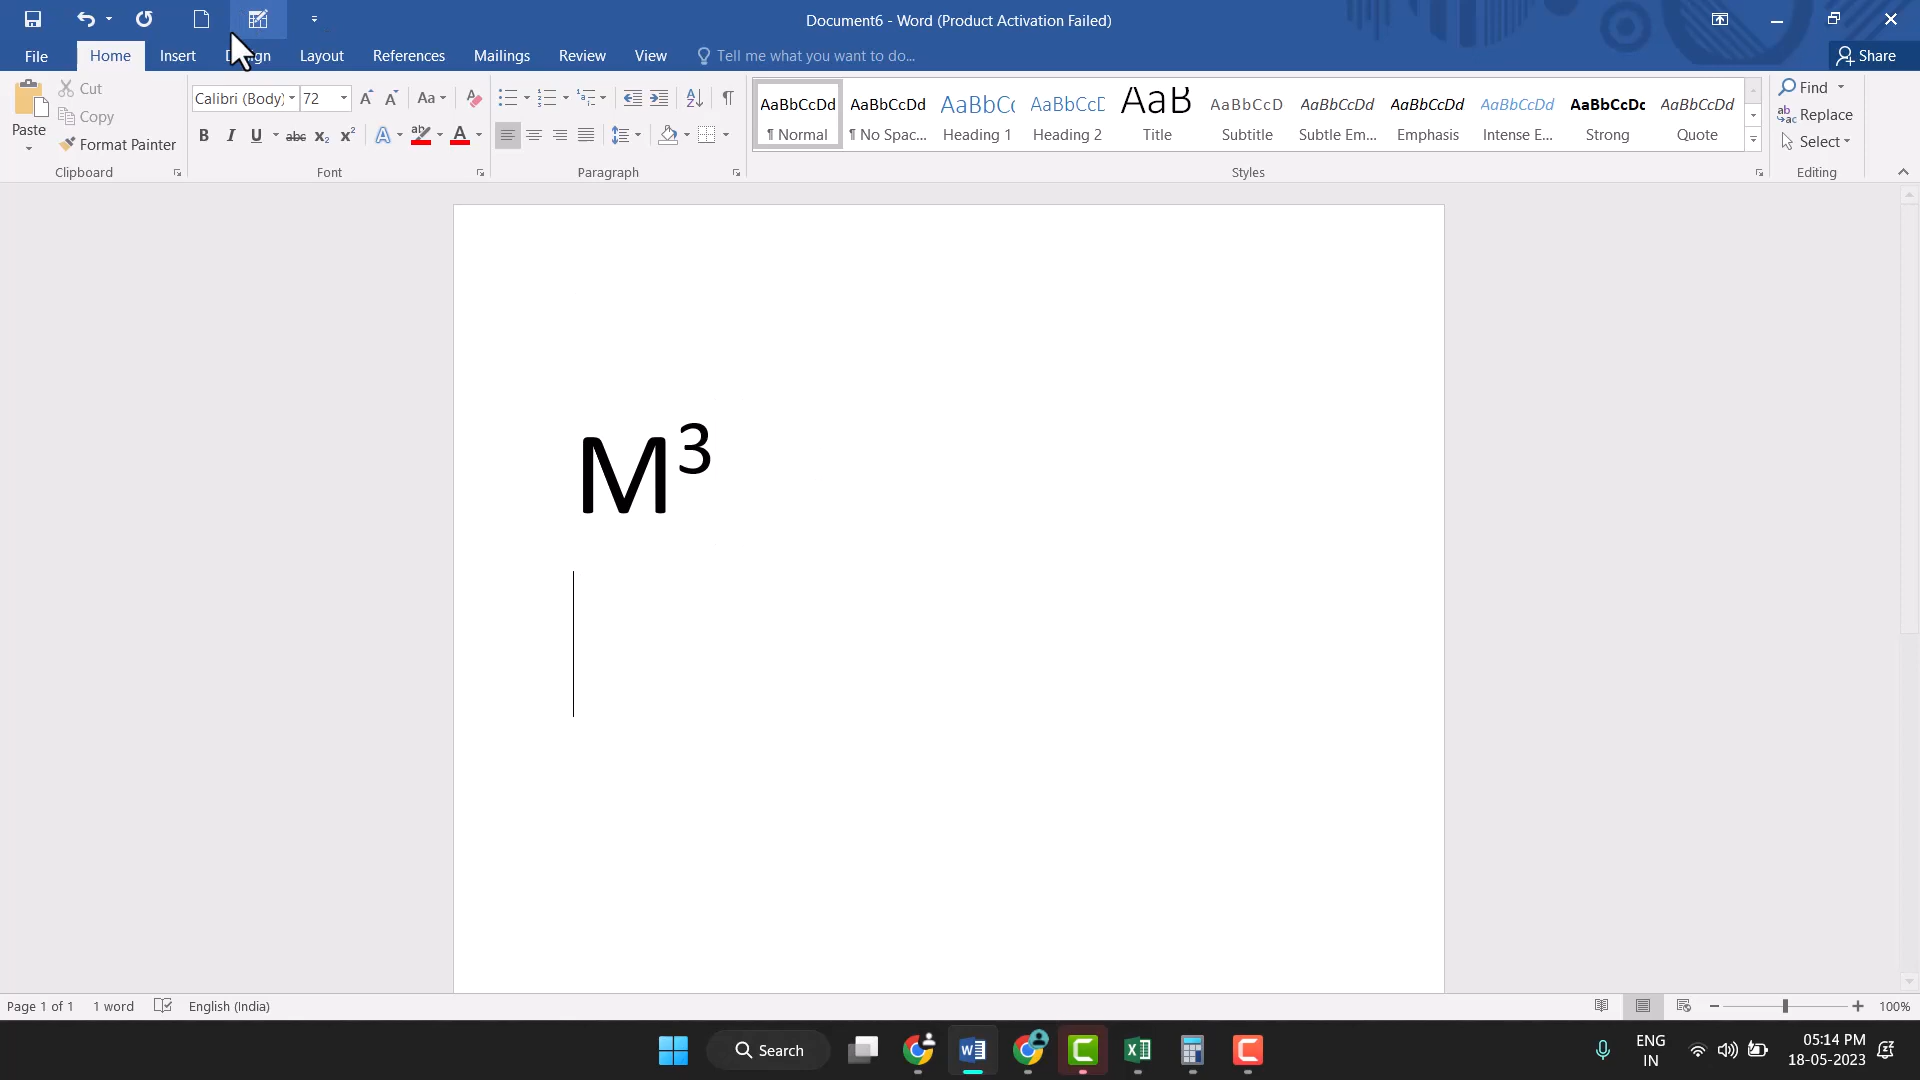 Document6 - Word (Product Activation Failed)
File Home Insert Design Layout References Mailings Review View Tell me what you want to do... Share
Paste Cut Copy Format Painter Clipboard
Calibri (Body) 72 Aa
B I U abc X₂ X² A ab A Font
Paragraph
AaBbCcDd AaBbCcDd AaBbCc AaBbCcD AaB AaBbCcD AaBbCcDd AaBbCcDd AaBbCcDd AaBbCcDc AaBbCcDd
¶ Normal ¶ No Spac... Heading 1 Heading 2 Title Subtitle Subtle Em... Emphasis Intense E... Strong Quote
Styles
Find
Replace
Select
Editing
M³
Page 1 of 1 1 word English (India) 100%
Search
ENG
IN
05:14 PM
18-05-2023